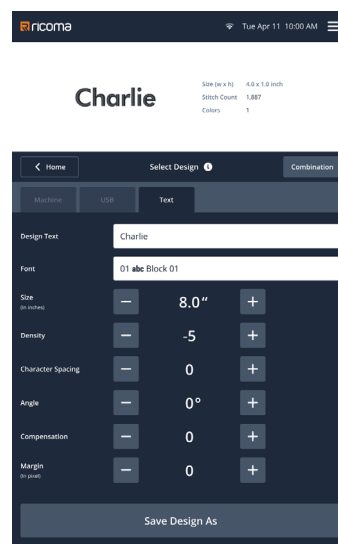 ricoma
Tue Apr 11 10:00 AM
Charlie
Size (w x h) 4.0 x 1.0 inch
Stitch Count 1,887
Colors 1
Home
Select Design i
Combination
Machine USB Text
Design Text Charlie
Font 01 abc Block 01
Size
(in inches)
— 8.0" +
Density — -5 +
Character Spacing — 0 +
Angle — 0° +
Compensation — 0 +
Margin
(in pixel)
— 0 +
Save Design As